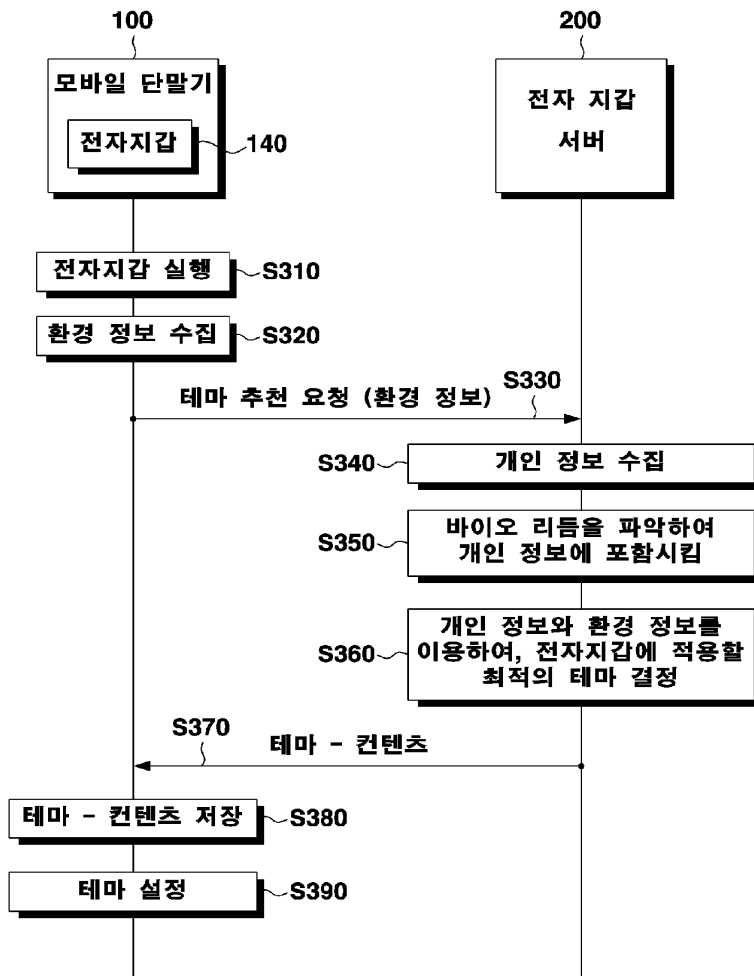 100
모바일 단말기
전자지갑
140
200
전자 지갑
서버
전자지갑 실행
S310
환경 정보 수집
S320
테마 추천 요청 (환경 정보)
S330
S340
개인 정보 수집
S350
바이오 리듬을 파악하여
개인 정보에 포함시킴
S360
개인 정보와 환경 정보를
이용하여, 전자지갑에 적용할
최적의 테마 결정
S370
테마 - 컨텐츠
테마 - 컨텐츠 저장
S380
테마 설정
S390